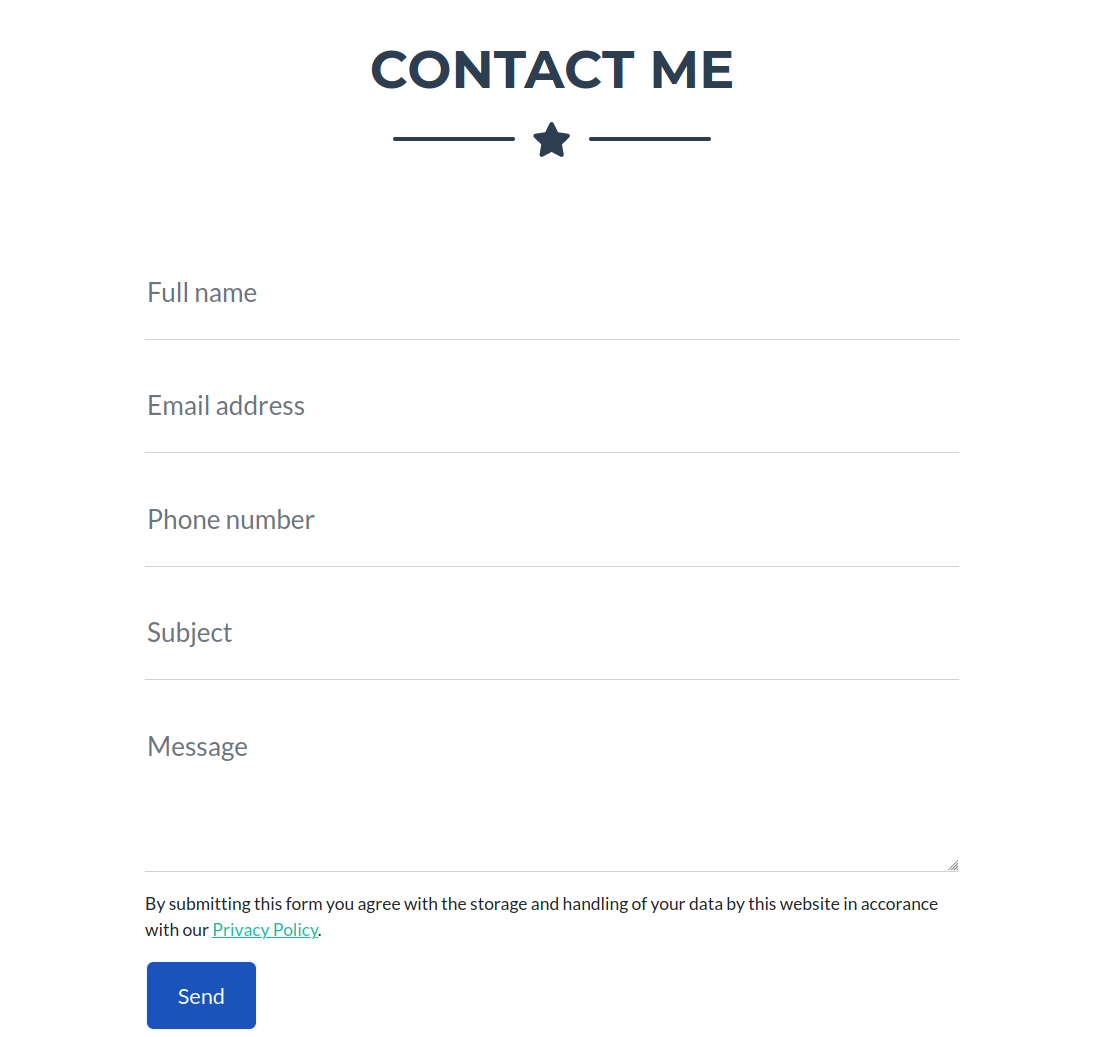 CONTACT ME
Full name
Email address
Phone number
Subject
Message
By submitting this form you agree with the storage and handling of your data by this website in accorance
with our Privacy Policy.
Send